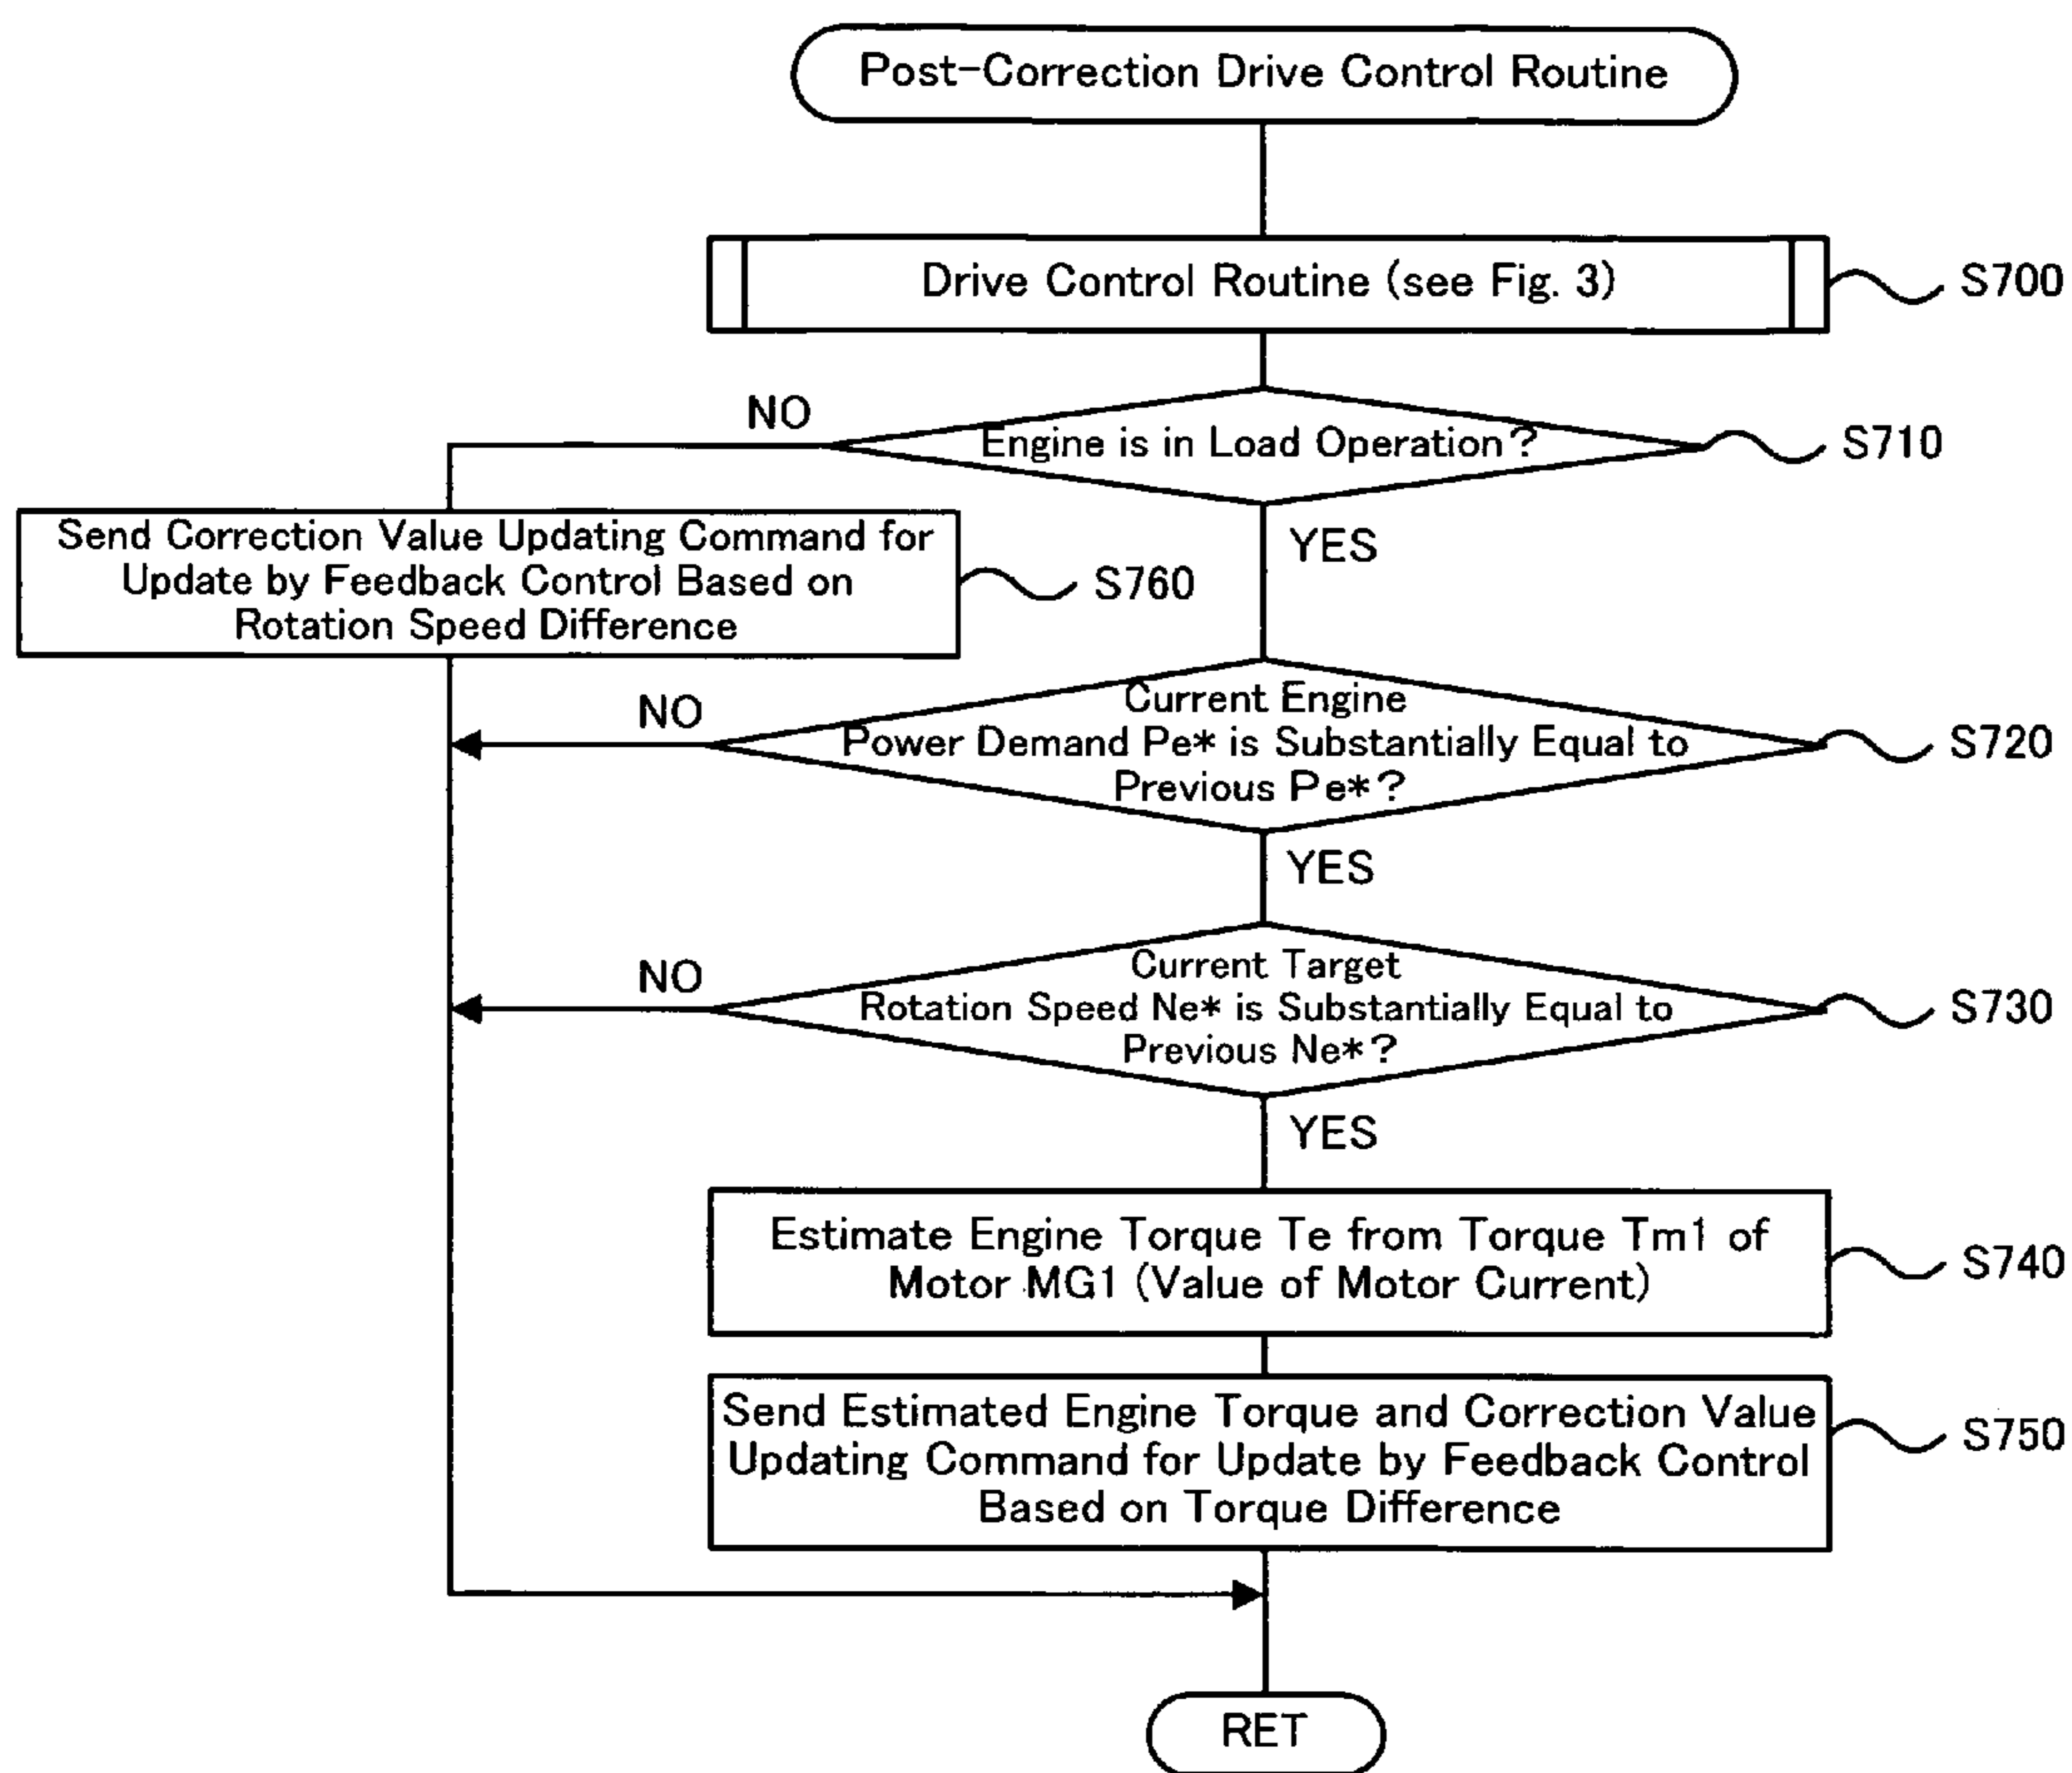 Post-Correction Drive Control Routine
Drive Control Routine (see Fig. 3)
S700
NO
Engine is in Load Operation?
S710
YES
Send Correction Value Updating Command for
Update by Feedback Control Based on
Rotation Speed Difference
S760
NO
Current Engine
Power Demand Pe* is Substantially Equal to
Previous Pe*?
S720
YES
NO
Current Target
Rotation Speed Ne* is Substantially Equal to
Previous Ne*?
S730
YES
Estimate Engine Torque Te from Torque Tm1 of
Motor MG1 (Value of Motor Current)
S740
Send Estimated Engine Torque and Correction Value
Updating Command for Update by Feedback Control
Based on Torque Difference
S750
RET